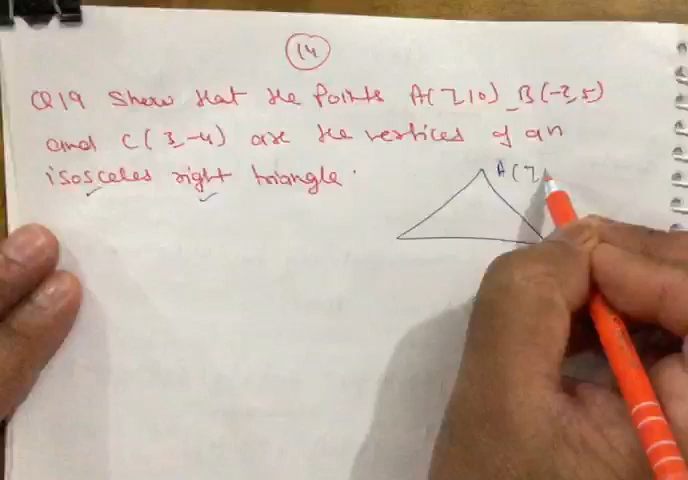 14
Q19 Show that the Points A(7,10), B(-2,5)
and C(3,-4) are the vertices of an
isosceles right triangle.
A(7,